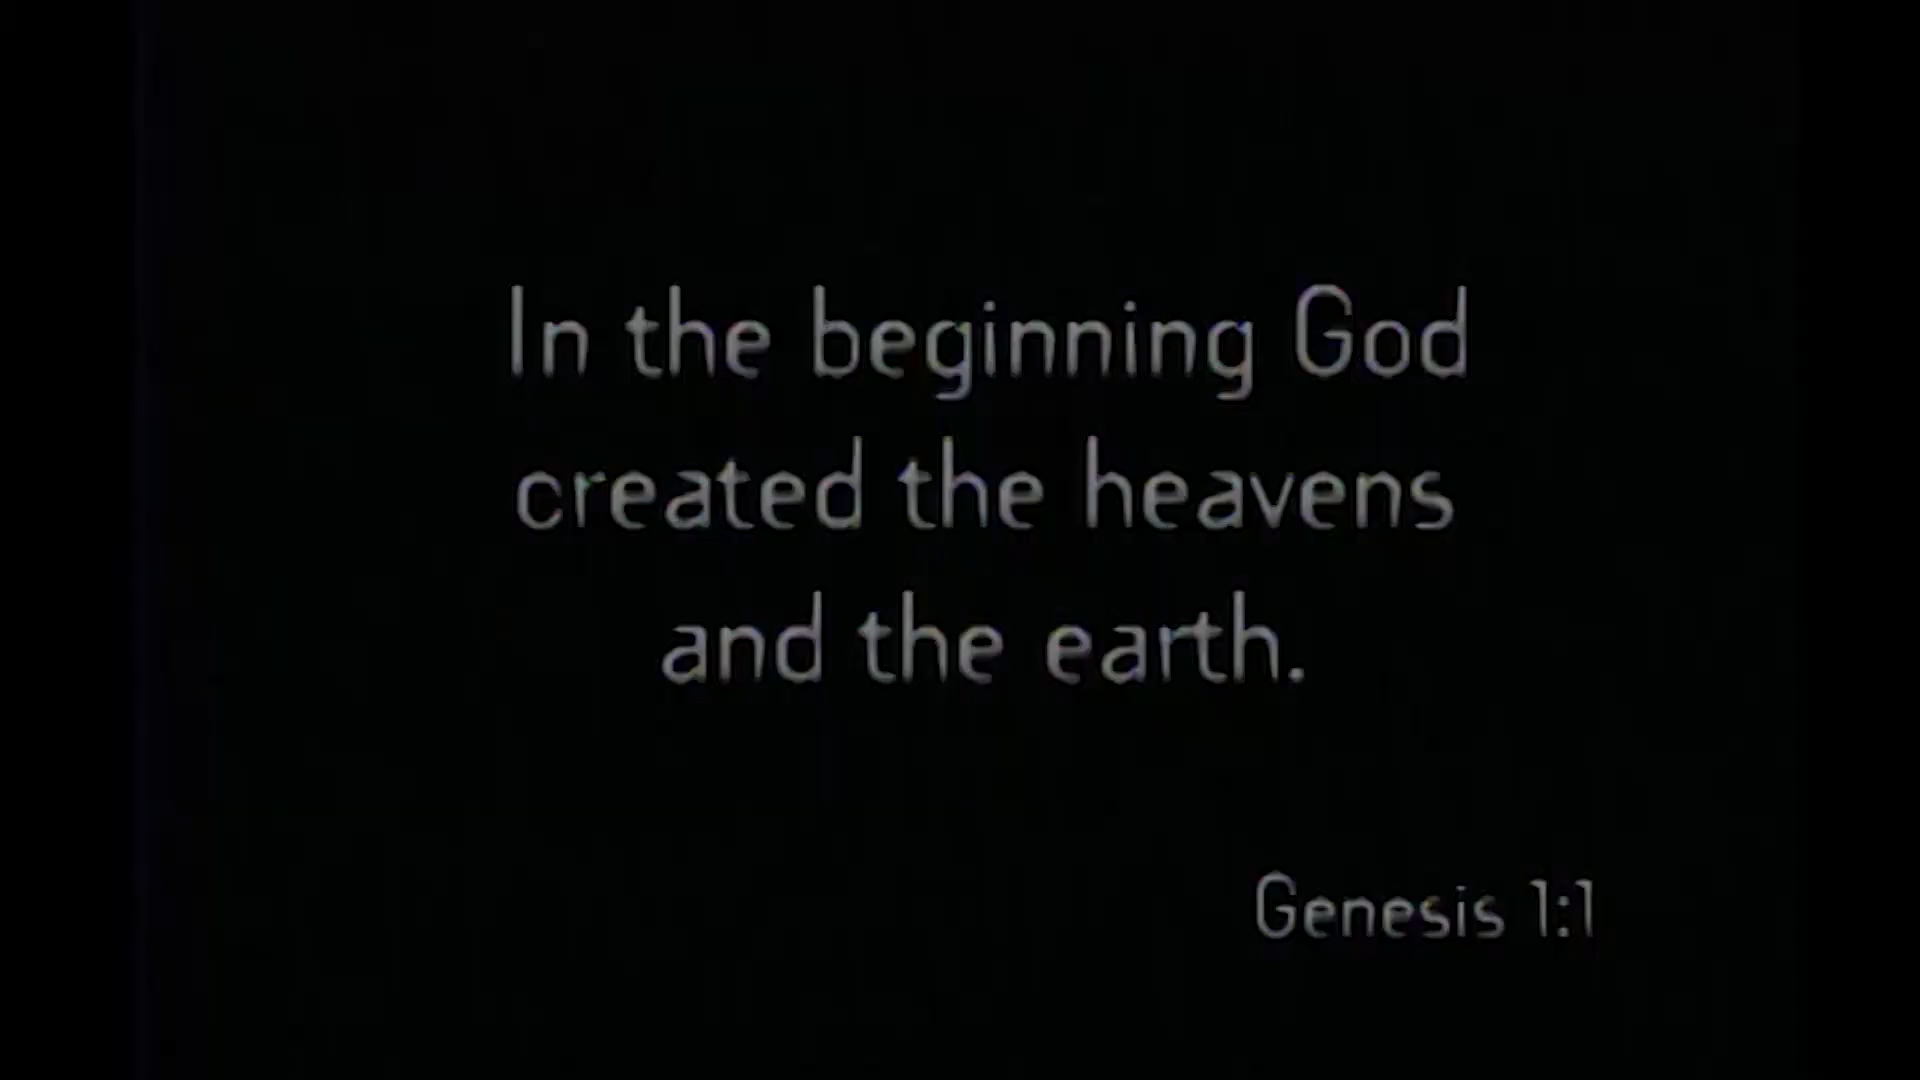 In the beginning God
created the heavens
and the earth.
Genesis 1:1